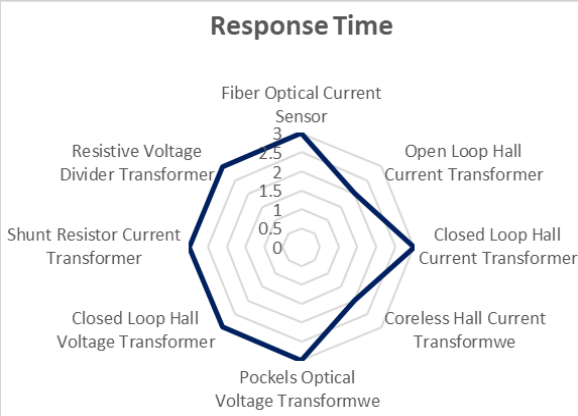 Response Time
Fiber Optical Current
Sensor
Open Loop Hall
Current Transformer
Closed Loop Hall
Current Transformer
Coreless Hall Current
Transformwe
Pockels Optical
Voltage Transformwe
Closed Loop Hall
Voltage Transformer
Shunt Resistor Current
Transformer
Resistive Voltage
Divider Transformer
3
2.5
2
1.5
1
0.5
0